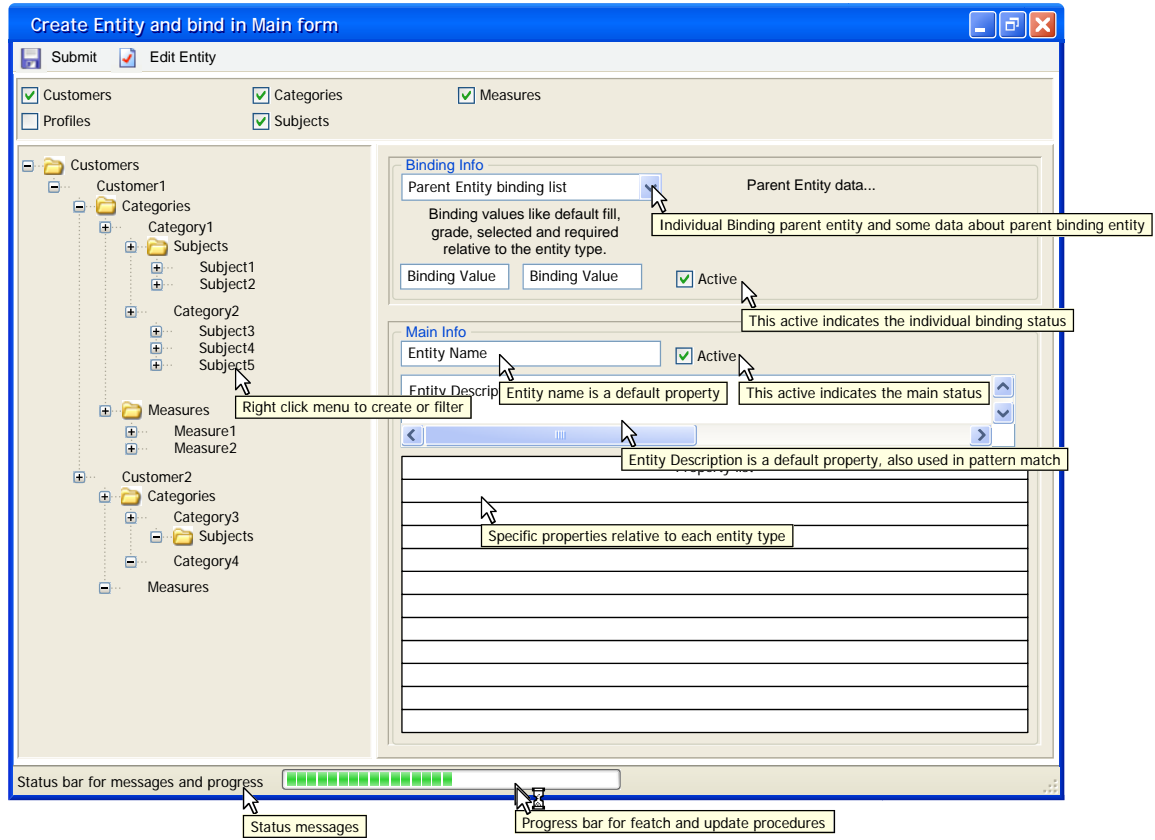 Create Entity and bind in Main form
Submit
Edit Entity
Customers
Categories
Measures
Profiles
Subjects
Customers
Customer1
Categories
Category1
Subjects
Subject1
Subject2
Category2
Subject3
Subject4
Subject5
Right click menu to create or filter
Measures
Measure1
Measure2
Customer2
Categories
Category3
Subjects
Category4
Measures
Binding Info
Parent Entity binding list
Parent Entity data...
Individual Binding parent entity and some data about parent binding entity
Binding values like default fill,
grade, selected and required
relative to the entity type.
Binding Value
Binding Value
Active
This active indicates the individual binding status
Main Info
Entity Name
Active
Entity name is a default property
This active indicates the main status
Entity Descrip
Entity Description is a default property, also used in pattern match
Specific properties relative to each entity type
Status bar for messages and progress
Status messages
Progress bar for featch and update procedures